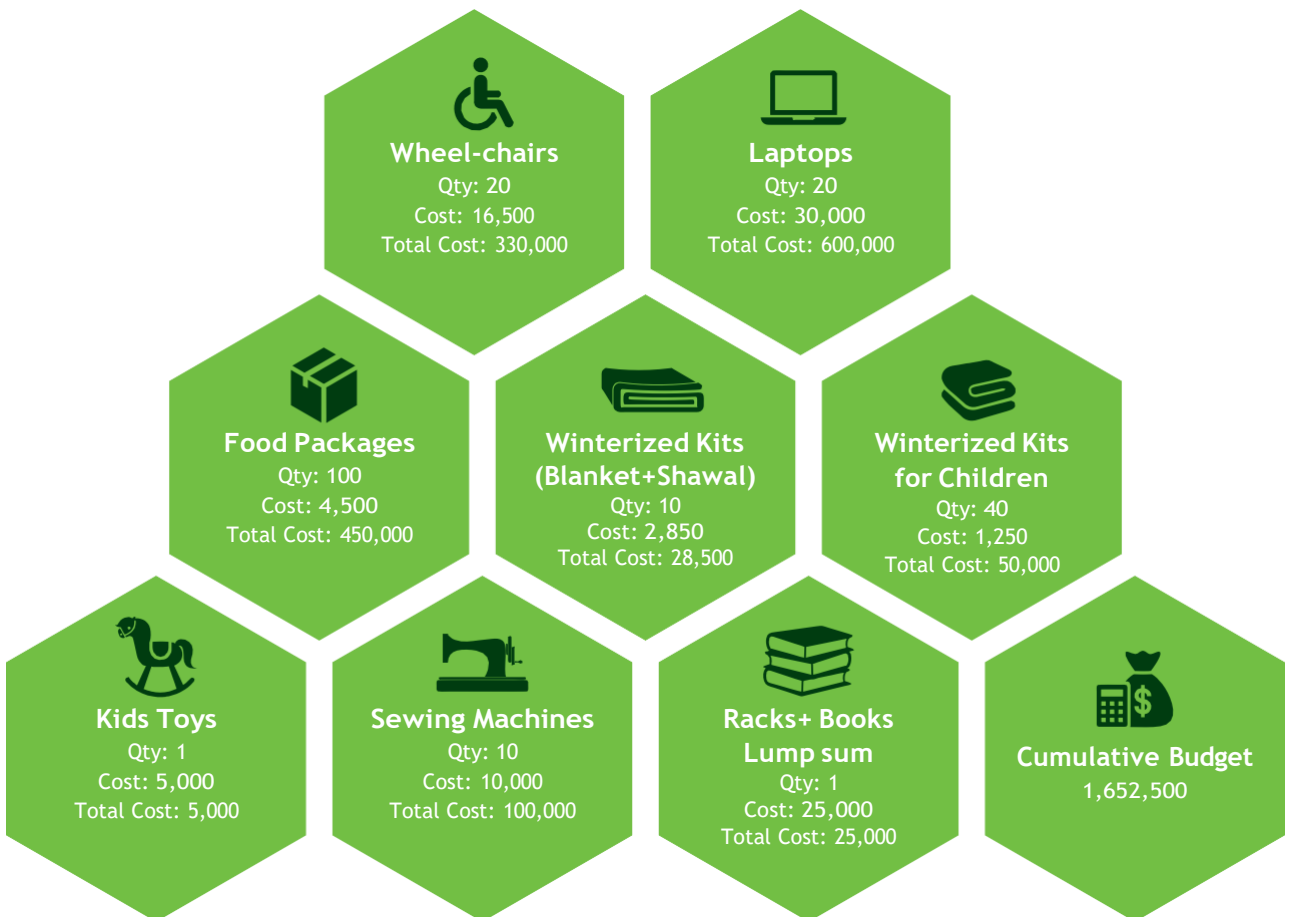 Wheel-chairs
Qty: 20
Cost: 16,500
Total Cost: 330,000
Laptops
Qty: 20
Cost: 30,000
Total Cost: 600,000
Food Packages
Qty: 100
Cost: 4,500
Total Cost: 450,000
Winterized Kits
(Blanket+Shawal)
Qty: 10
Cost: 2,850
Total Cost: 28,500
Winterized Kits
for Children
Qty: 40
Cost: 1,250
Total Cost: 50,000
Kids Toys
Qty: 1
Cost: 5,000
Total Cost: 5,000
Sewing Machines
Qty: 10
Cost: 10,000
Total Cost: 100,000
Racks+ Books
Lump sum
Qty: 1
Cost: 25,000
Total Cost: 25,000
$
Cumulative Budget
1,652,500